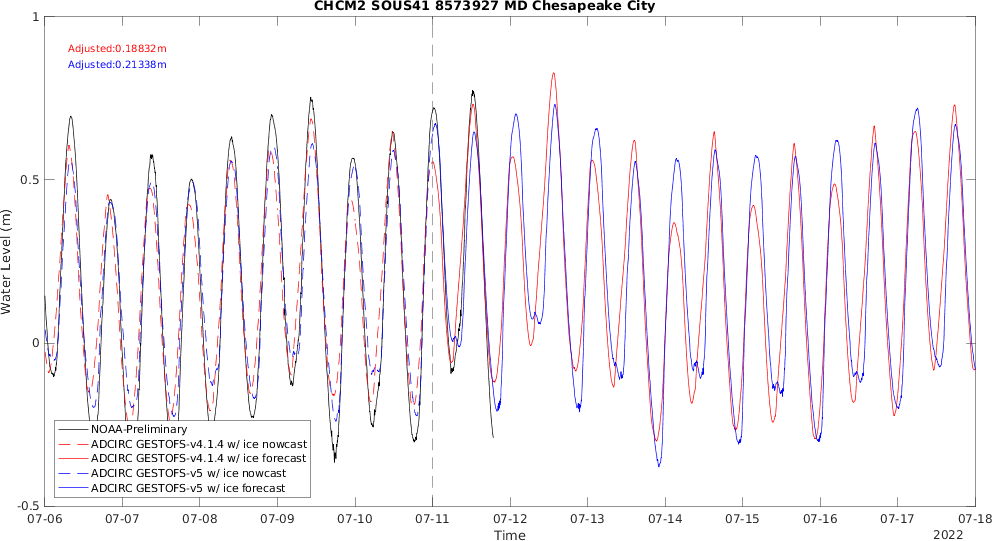 CHCM2 SOUS41 8573927 MD Chesapeake City
Adjusted:0.18832m
Adjusted:0.21338m
Water Level (m)
1
0.5
0
-0.5
NOAA-Preliminary
ADCIRC GESTOFS-v4.1.4 w/ ice nowcast
ADCIRC GESTOFS-v4.1.4 w/ ice forecast
ADCIRC GESTOFS-v5 w/ ice nowcast
ADCIRC GESTOFS-v5 w/ ice forecast
07-06 07-07 07-08 07-09 07-10 07-11 07-12 07-13 07-14 07-15 07-16 07-17 07-18
Time
2022